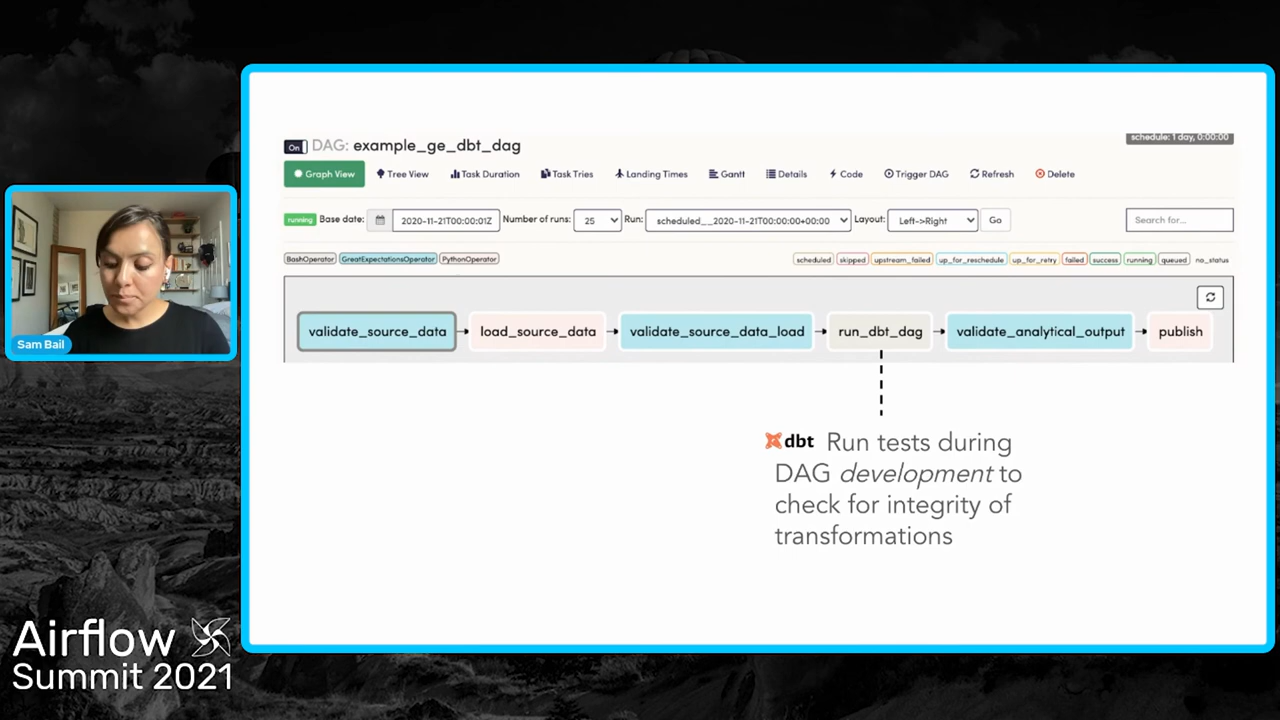 schedule: 1 day, 0:00:00
On DAG: example_ge_dbt_dag
Graph View Tree View Task Duration Task Tries Landing Times Gantt Details Code Trigger DAG Refresh Delete
running Base date: 2020-11-21T00:00:01Z Number of runs: 25 Run: scheduled__2020-11-21T00:00:00+00:00 Layout: Left->Right Go Search for...
BashOperator GreatExpectationsOperator PythonOperator scheduled skipped upstream_failed up_for_reschedule up_for_retry failed success running queued no_status
validate_source_data load_source_data validate_source_data_load run_dbt_dag validate_analytical_output publish
Sam Bail
dbt Run tests during
DAG development to
check for integrity of
transformations
Airflow
Summit 2021